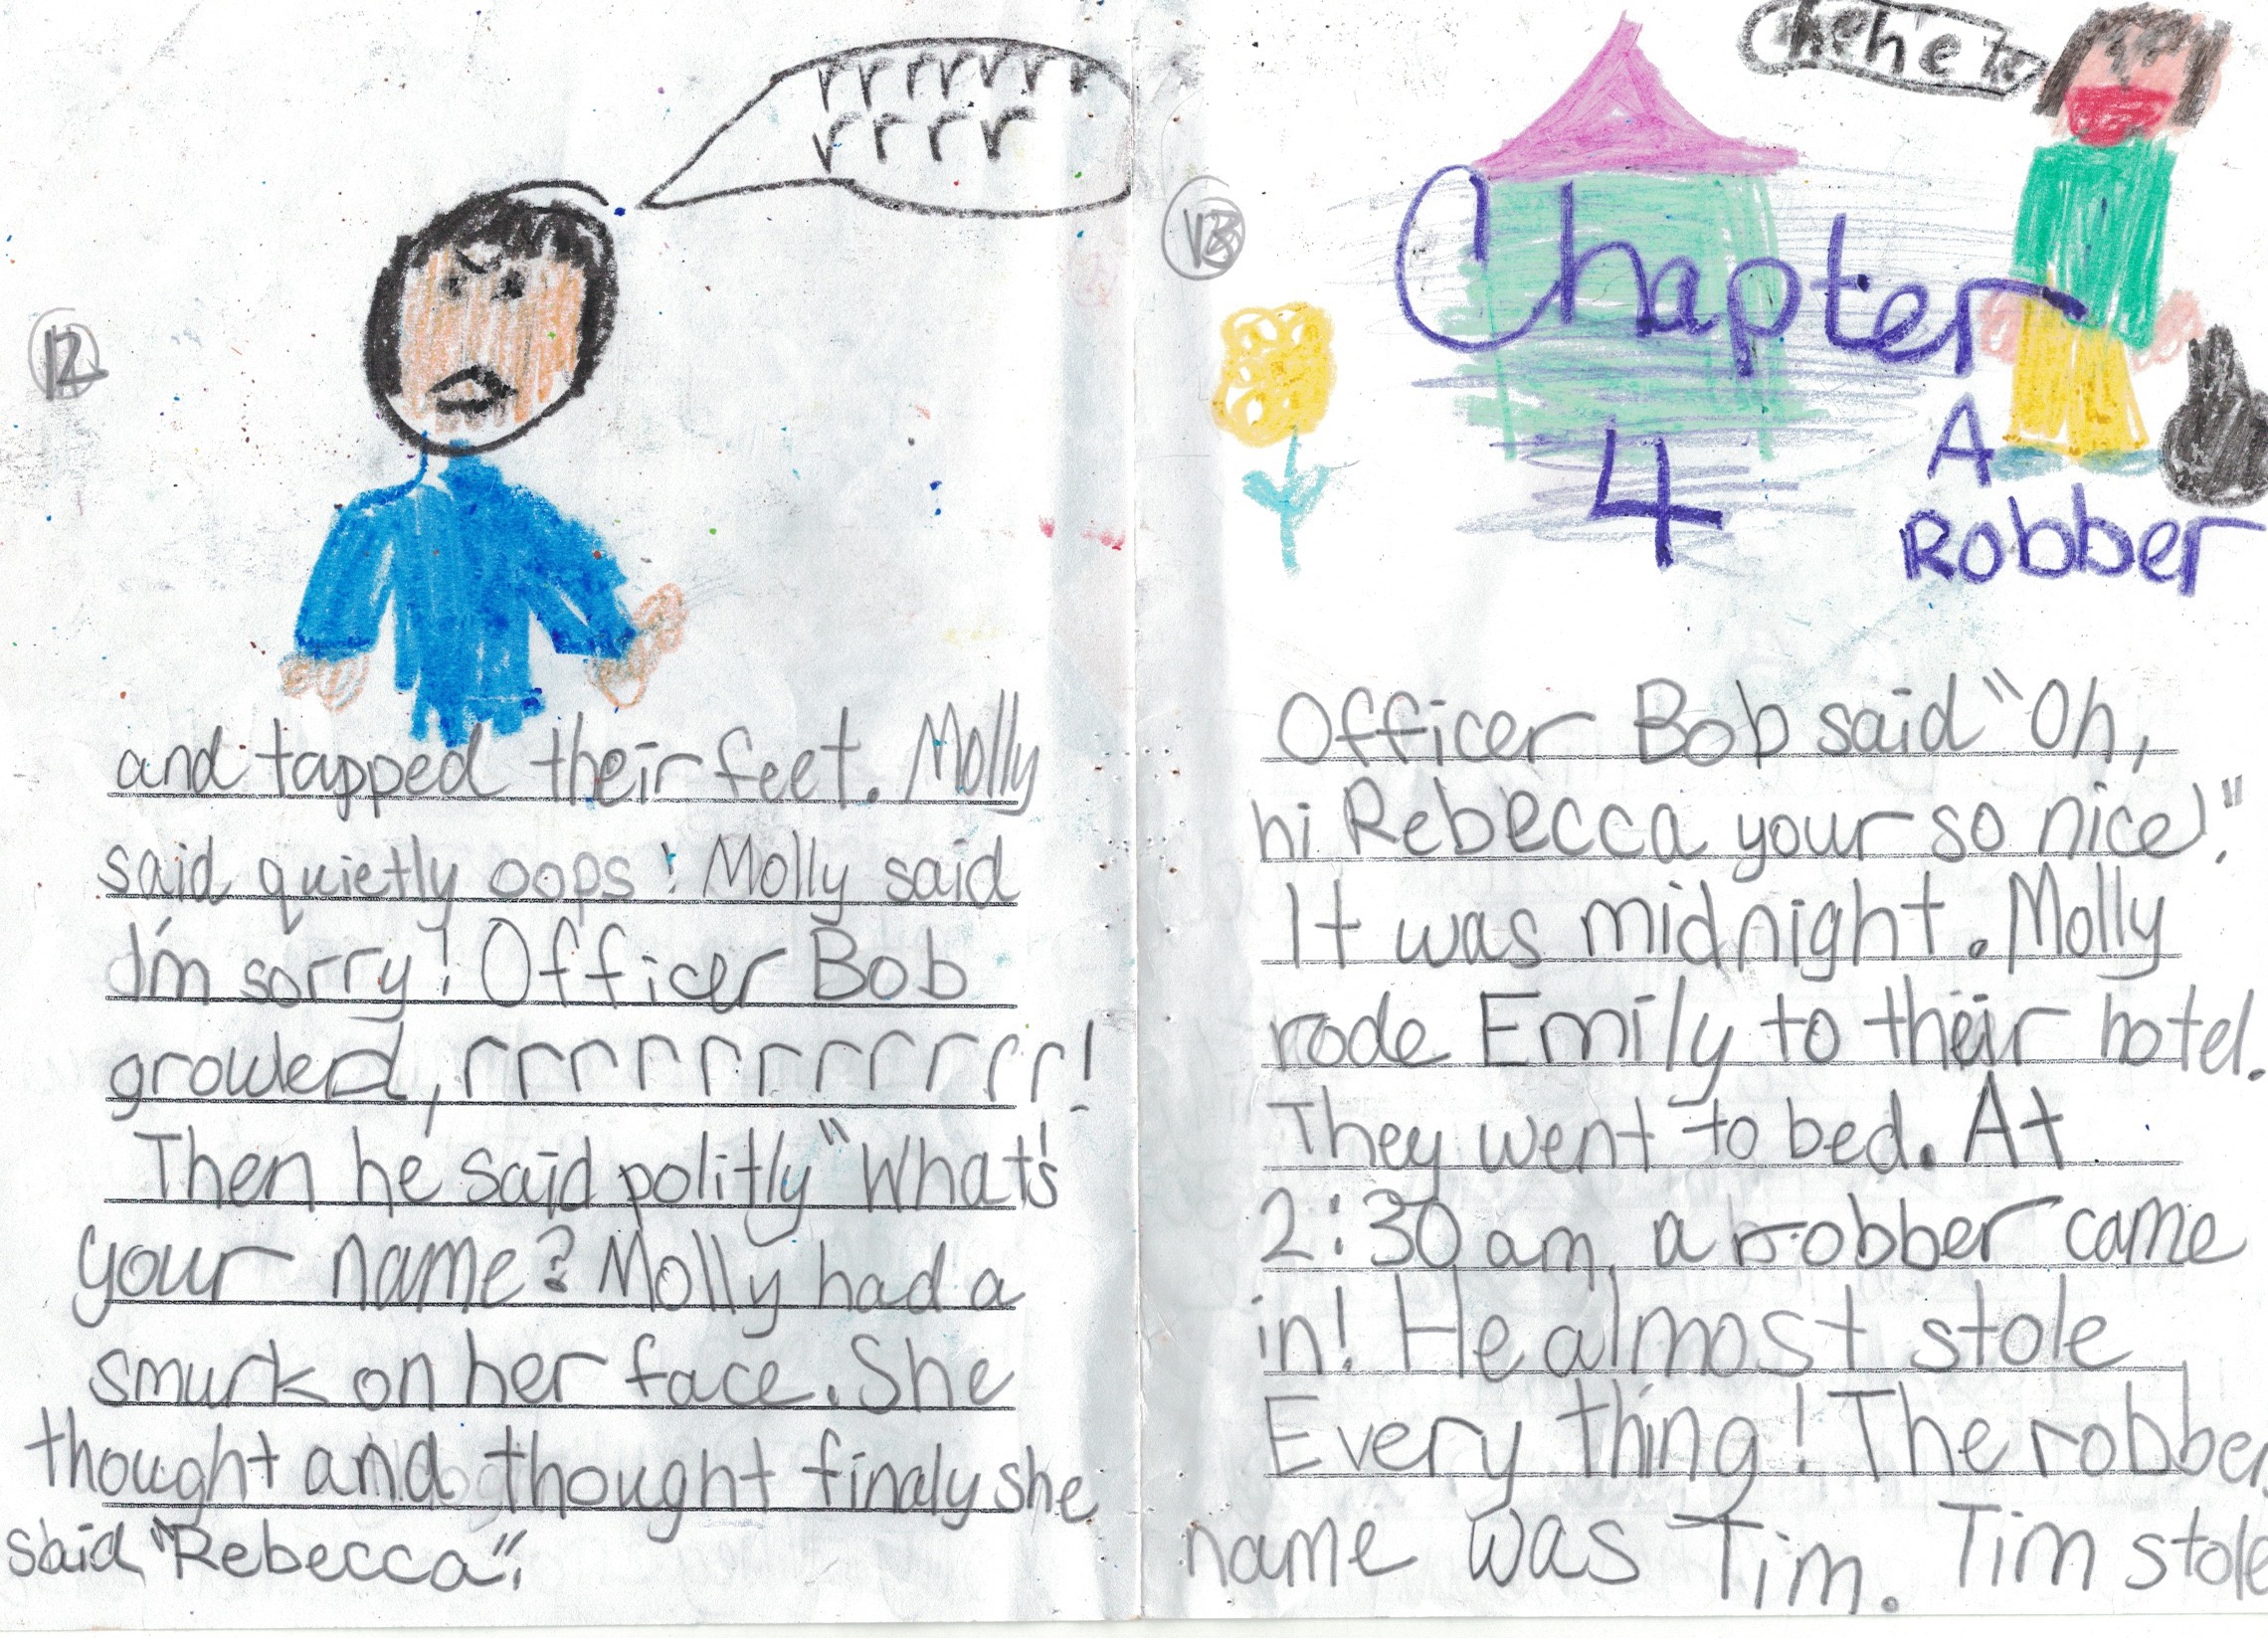 rrrrrrr
rrrr
12
and tapped their feet. Molly
said quietly oops! Molly said
I'm sorry! Officer Bob
growled, rrrrrrrrrrrrr!
Then he said politly "What's
your name? Molly had a
smurk on her face. She
thought and thought finaly she
said "Rebecca".
13
Chapter
4
A
Robber
Officer Bob said "Oh,
hi Rebecca your so nice!"
It was midnight. Molly
rode Emily to their hotel.
They went to bed. At
2:30 am, a robber came
in! He almost stole
Every thing! The robber
name was Tim. Tim stole